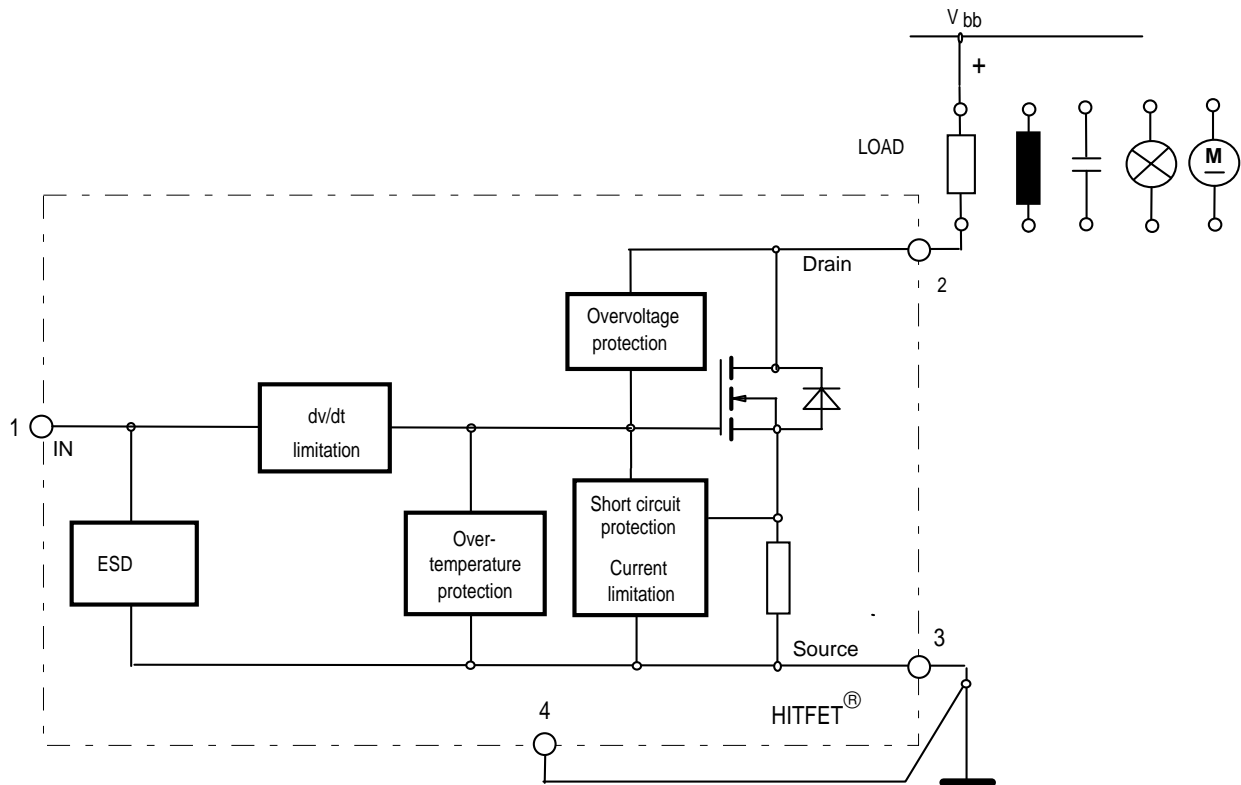 V bb
+
LOAD
M
Drain
2
Overvoltage
protection
1
IN
dv/dt
limitation
Short circuit
protection
Current
limitation
Over-
temperature
protection
ESD
Source
3
HITFET®
4